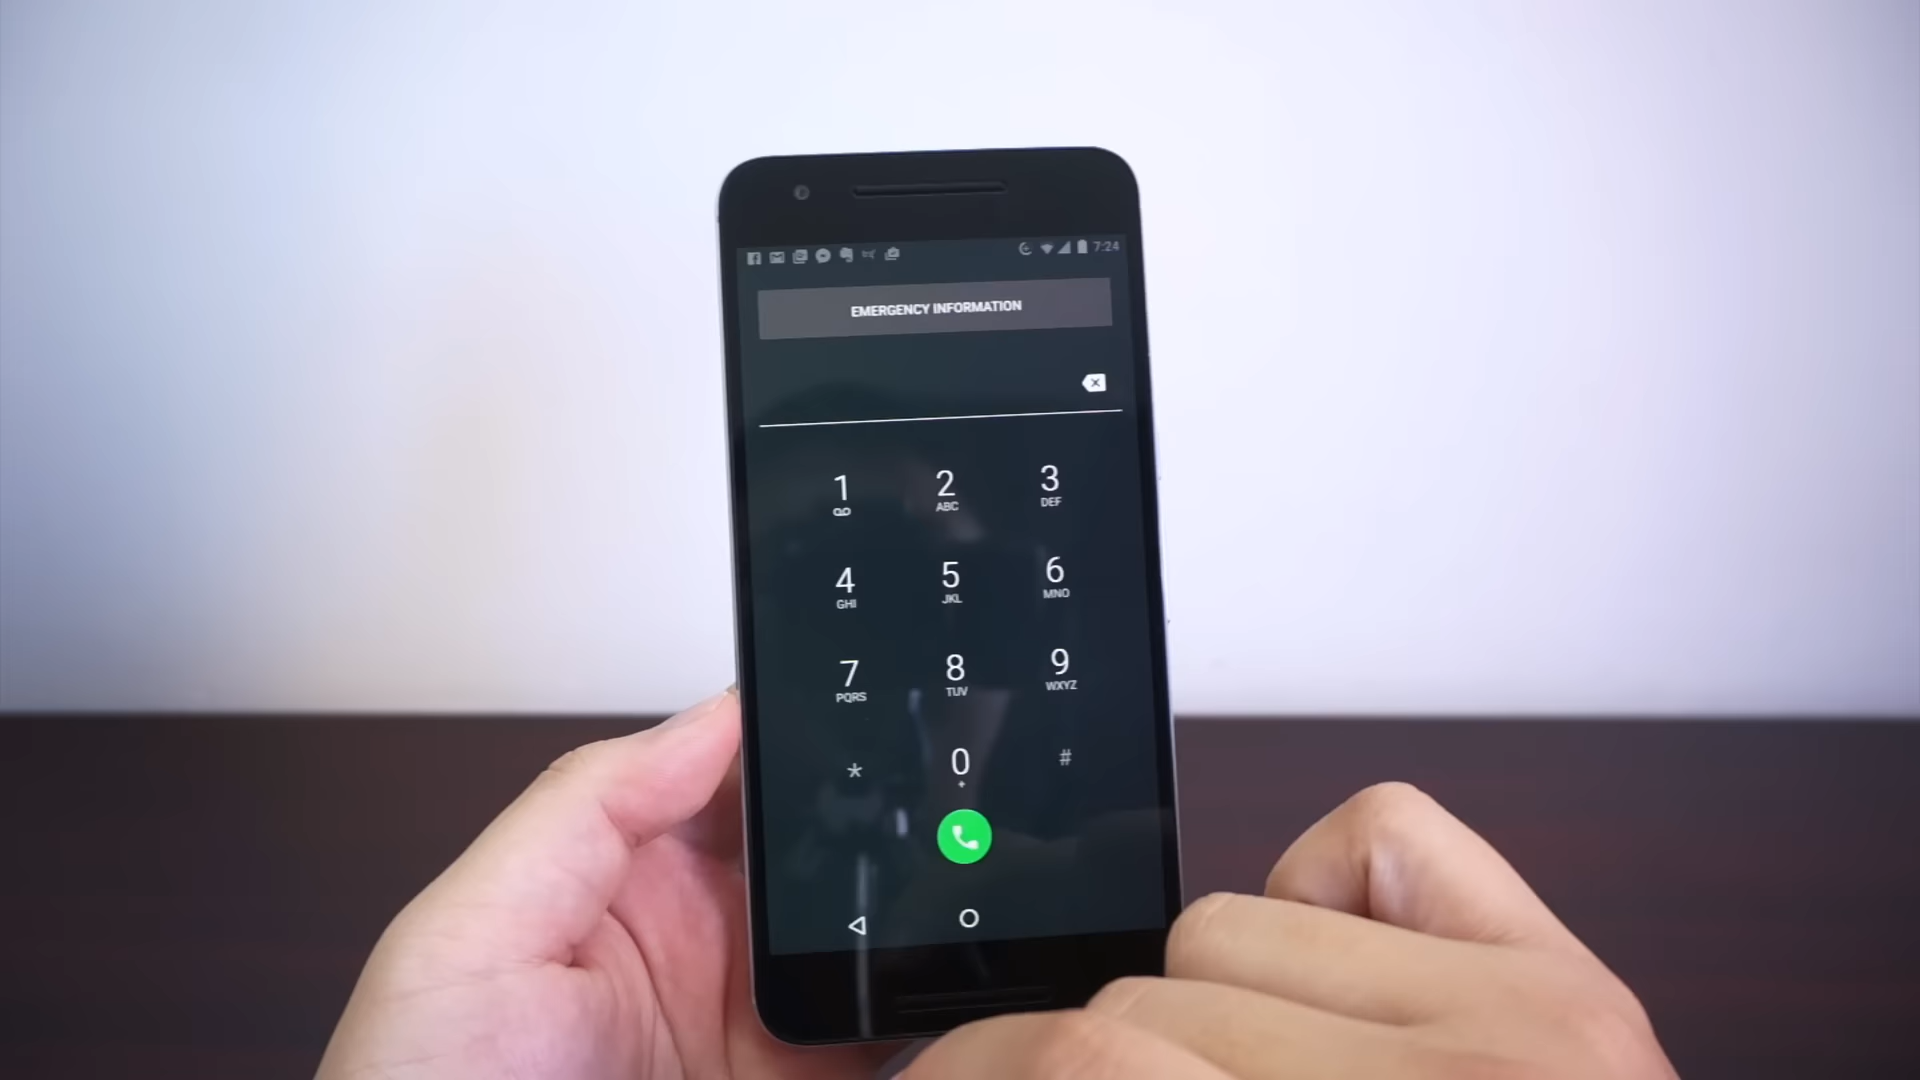 7:24
EMERGENCY INFORMATION
1 2 3
ABC DEF
4 5 6
GHI JKL MNO
7 8 9
PQRS TUV WXYZ
* 0 #
+